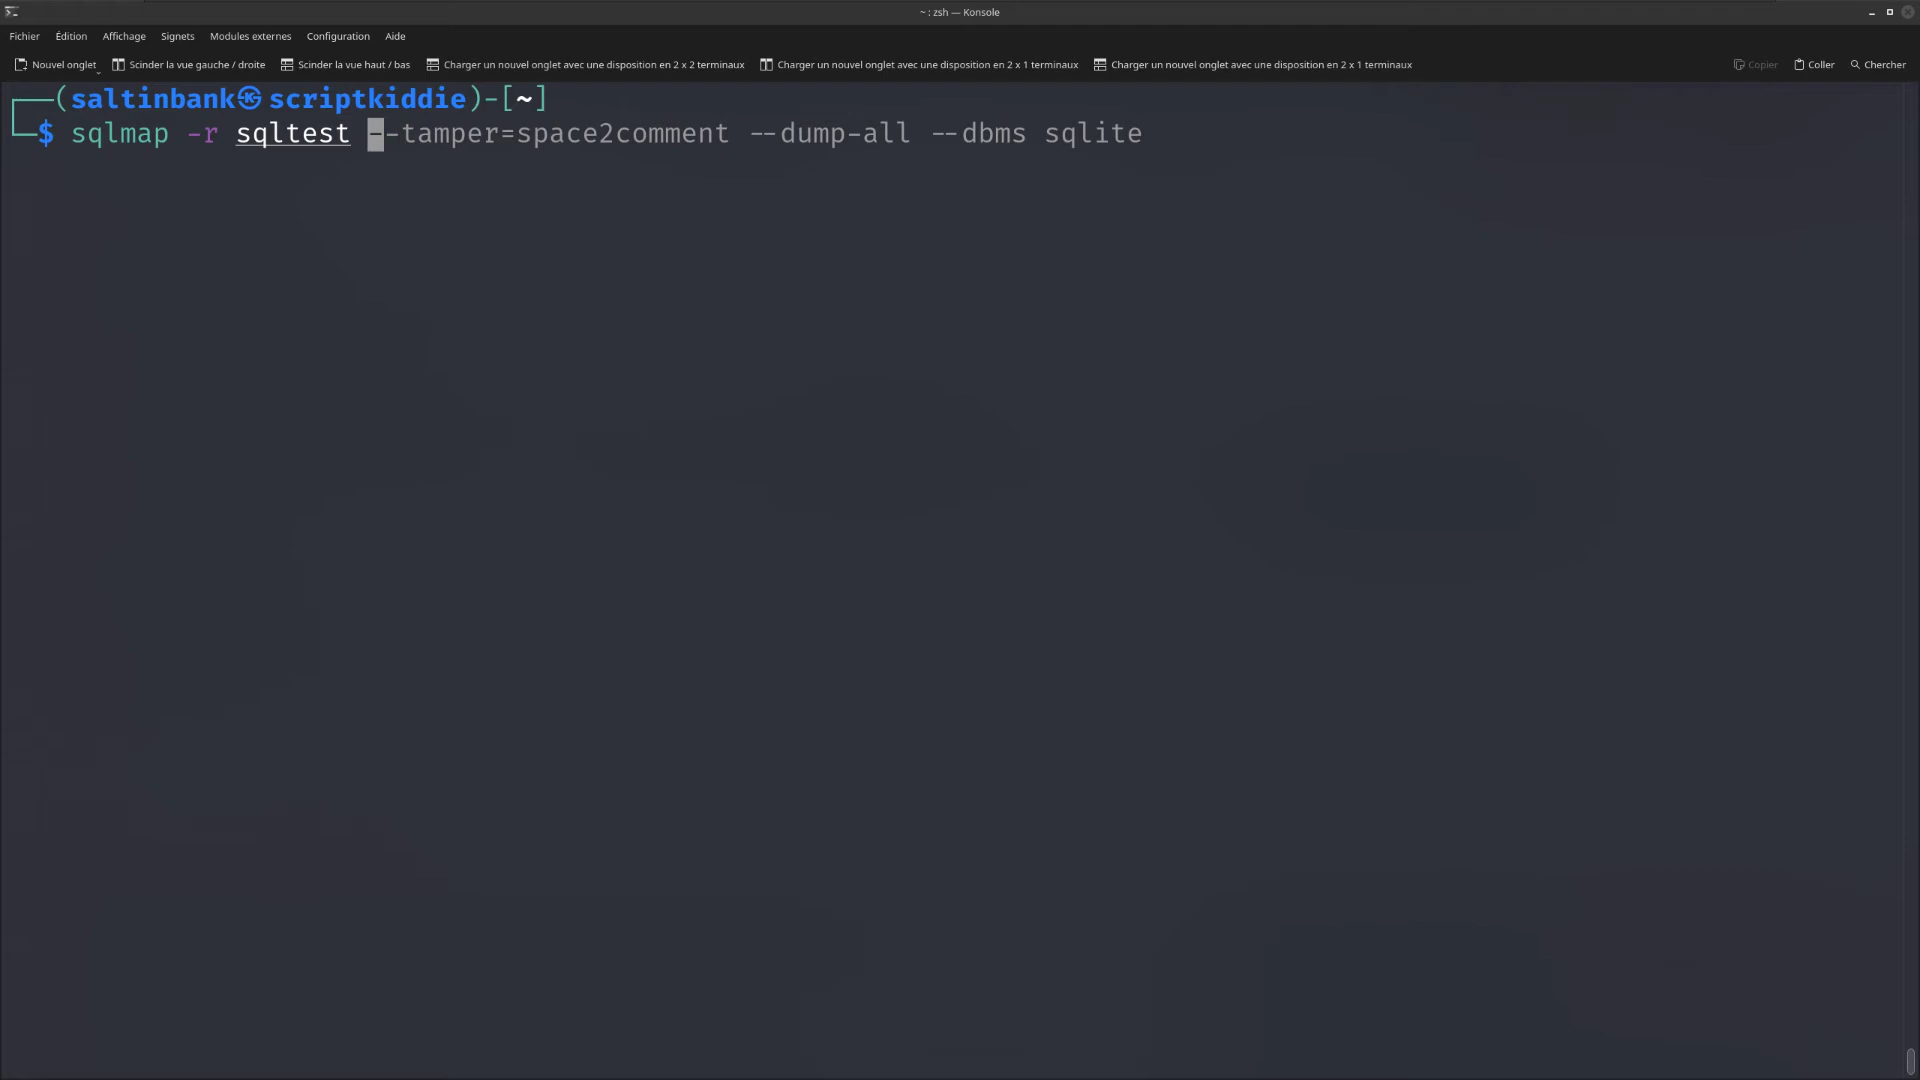 ~ : zsh — Konsole
Fichier Édition Affichage Signets Modules externes Configuration Aide
Nouvel onglet Scinder la vue gauche / droite Scinder la vue haut / bas Charger un nouvel onglet avec une disposition en 2 x 2 terminaux Charger un nouvel onglet avec une disposition en 2 x 1 terminaux Charger un nouvel onglet avec une disposition en 2 x 1 terminaux Copier Coller Chercher
┌──(saltinbank㉿scriptkiddie)-[~]
└─$ sqlmap -r sqltest --tamper=space2comment --dump-all --dbms sqlite